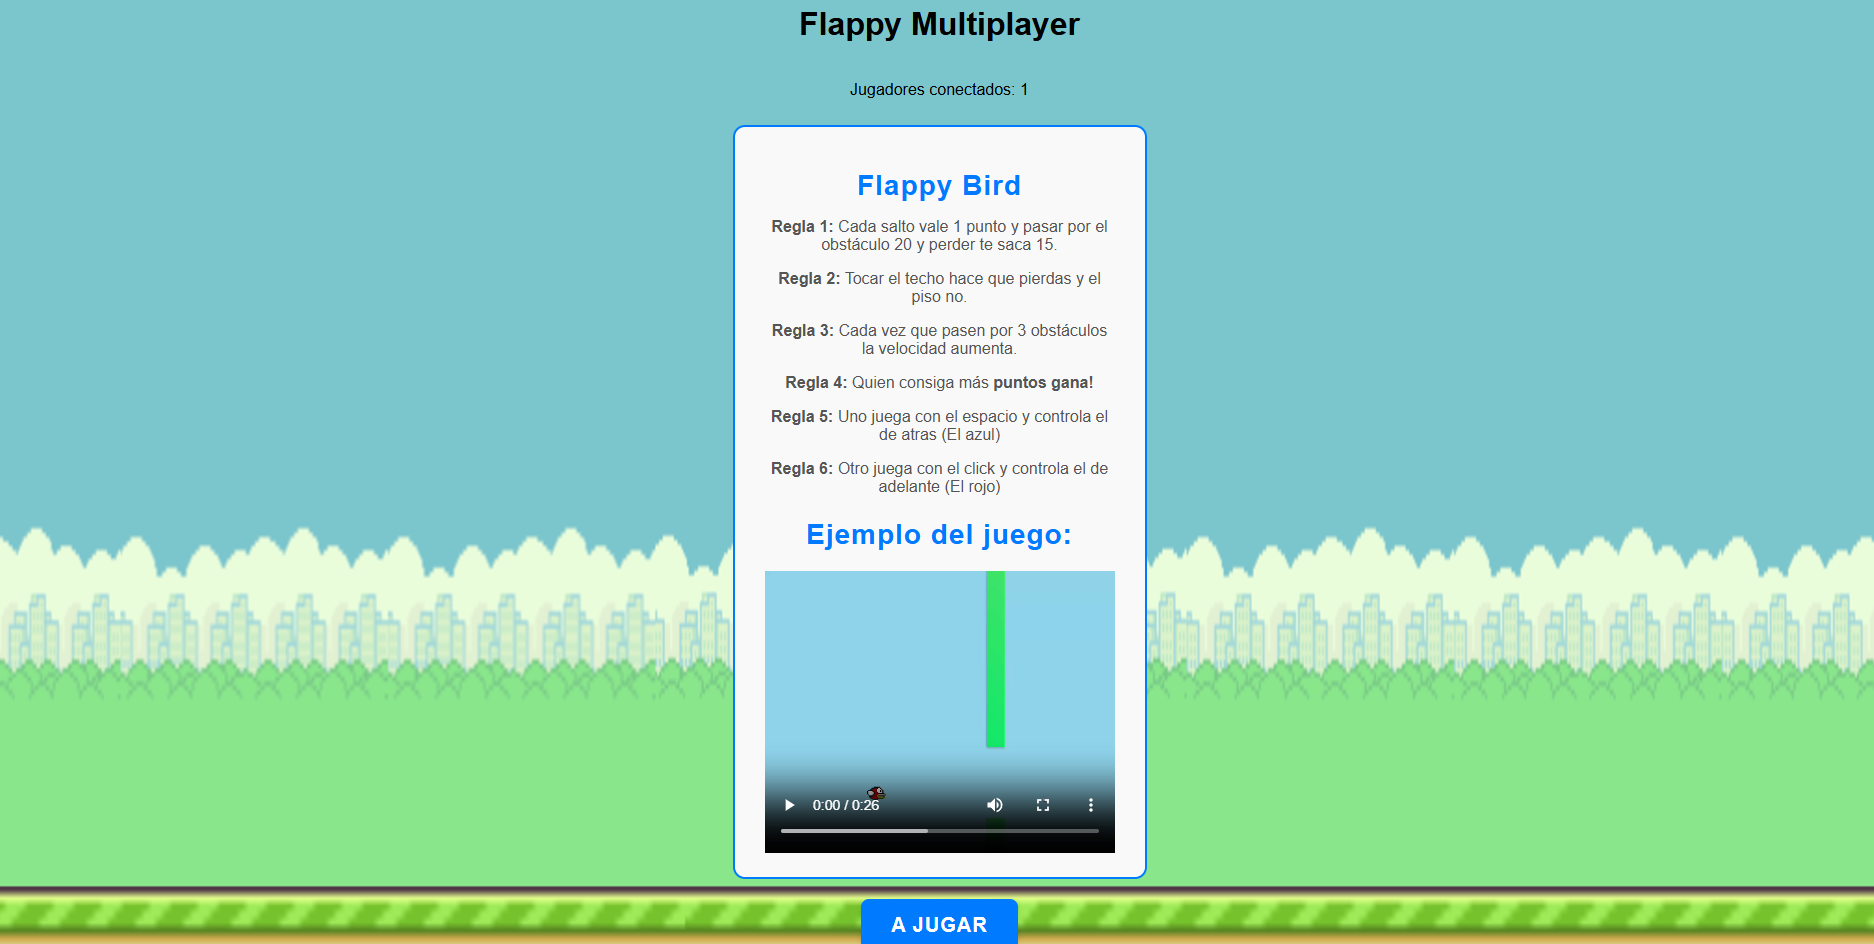 Flappy Multiplayer
Jugadores conectados: 1
Flappy Bird
Regla 1: Cada salto vale 1 punto y pasar por el
obstáculo 20 y perder te saca 15.
Regla 2: Tocar el techo hace que pierdas y el
piso no.
Regla 3: Cada vez que pasen por 3 obstáculos
la velocidad aumenta.
Regla 4: Quien consiga más puntos gana!
Regla 5: Uno juega con el espacio y controla el
de atras (El azul)
Regla 6: Otro juega con el click y controla el de
adelante (El rojo)
Ejemplo del juego:
0:00 / 0:26
A JUGAR